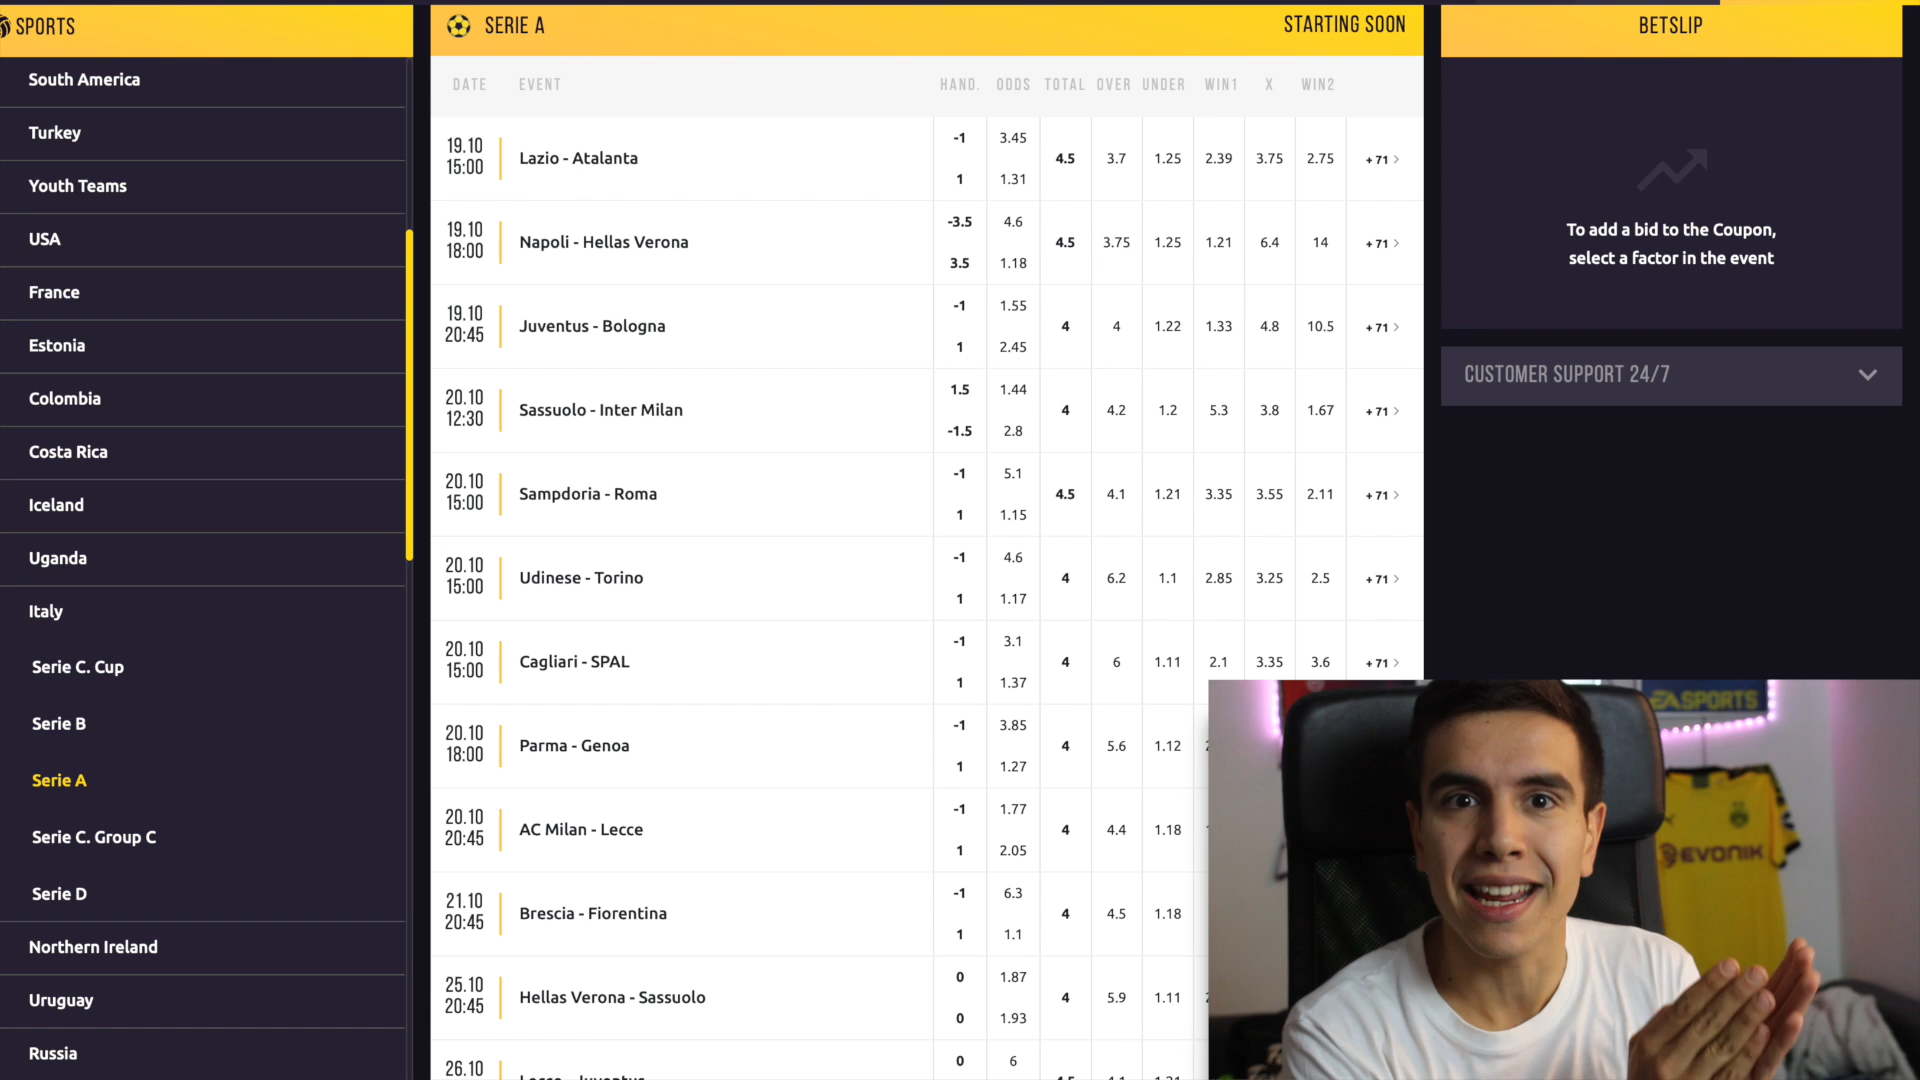 SPORTS
South America
Turkey
Youth Teams
USA
France
Estonia
Colombia
Costa Rica
Iceland
Uganda
Italy
Serie C. Cup
Serie B
Serie A
Serie C. Group C
Serie D
Northern Ireland
Uruguay
Russia
SERIE A STARTING SOON
DATE EVENT HAND. ODDS TOTAL OVER UNDER WIN1 X WIN2
19.10 15:00 Lazio - Atalanta -1 3.45 1 1.31 4.5 3.7 1.25 2.39 3.75 2.75 +71 >
19.10 18:00 Napoli - Hellas Verona -3.5 4.6 3.5 1.18 4.5 3.75 1.25 1.21 6.4 14 +71 >
19.10 20:45 Juventus - Bologna -1 1.55 1 2.45 4 4 1.22 1.33 4.8 10.5 +71 >
20.10 12:30 Sassuolo - Inter Milan 1.5 1.44 -1.5 2.8 4 4.2 1.2 5.3 3.8 1.67 +71 >
20.10 15:00 Sampdoria - Roma -1 5.1 1 1.15 4.5 4.1 1.21 3.35 3.55 2.11 +71 >
20.10 15:00 Udinese - Torino -1 4.6 1 1.17 4 6.2 1.1 2.85 3.25 2.5 +71 >
20.10 15:00 Cagliari - SPAL -1 3.1 1 1.37 4 6 1.11 2.1 3.35 3.6 +71 >
20.10 18:00 Parma - Genoa -1 3.85 1 1.27 4 5.6 1.12
20.10 20:45 AC Milan - Lecce -1 1.77 1 2.05 4 4.4 1.18
21.10 20:45 Brescia - Fiorentina -1 6.3 1 1.1 4 4.5 1.18
25.10 20:45 Hellas Verona - Sassuolo 0 1.87 0 1.93 4 5.9 1.11
26.10 0 6
BETSLIP
To add a bid to the Coupon,
select a factor in the event
CUSTOMER SUPPORT 24/7
EA SPORTS
EVONIK